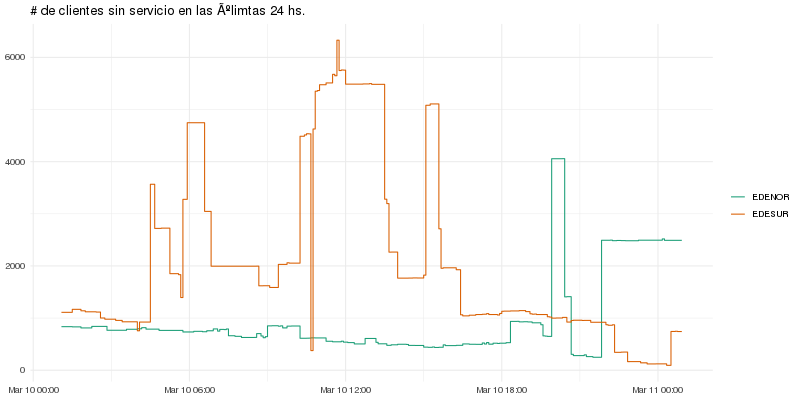 # de clientes sin servicio en las Ãºlimtas 24 hs.
6000
4000
2000
0
Mar 10 00:00 Mar 10 06:00 Mar 10 12:00 Mar 10 18:00 Mar 11 00:00
EDENOR
EDESUR